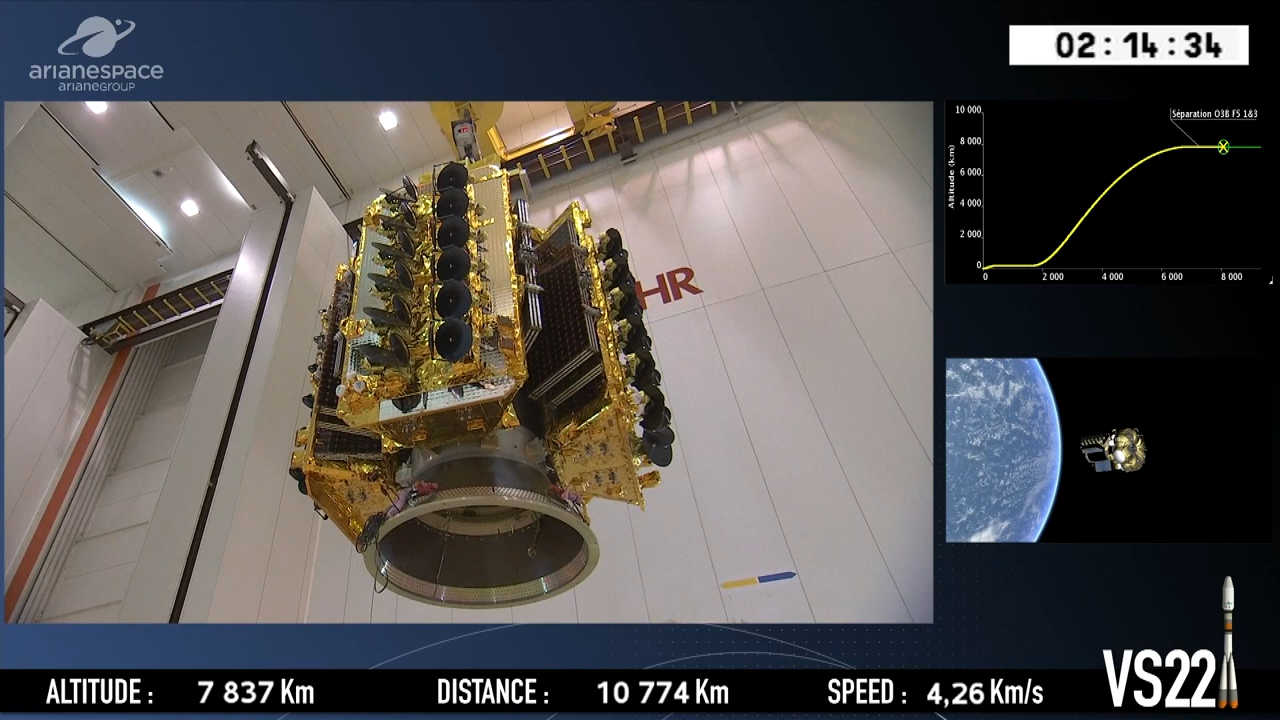 arianespace
arianegroup
02:14:34
HR
10 000
8 000
6 000
4 000
2 000
0
Altitude (km)
Séparation O3B F5 1&3
0
2 000
4 000
6 000
8 000
VS22
ALTITUDE : 7 837 Km
DISTANCE : 10 774 Km
SPEED : 4,26 Km/s